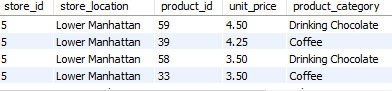 store_id store_location product_id unit_price product_category
5 Lower Manhattan 59 4.50 Drinking Chocolate
5 Lower Manhattan 39 4.25 Coffee
5 Lower Manhattan 58 3.50 Drinking Chocolate
5 Lower Manhattan 33 3.50 Coffee